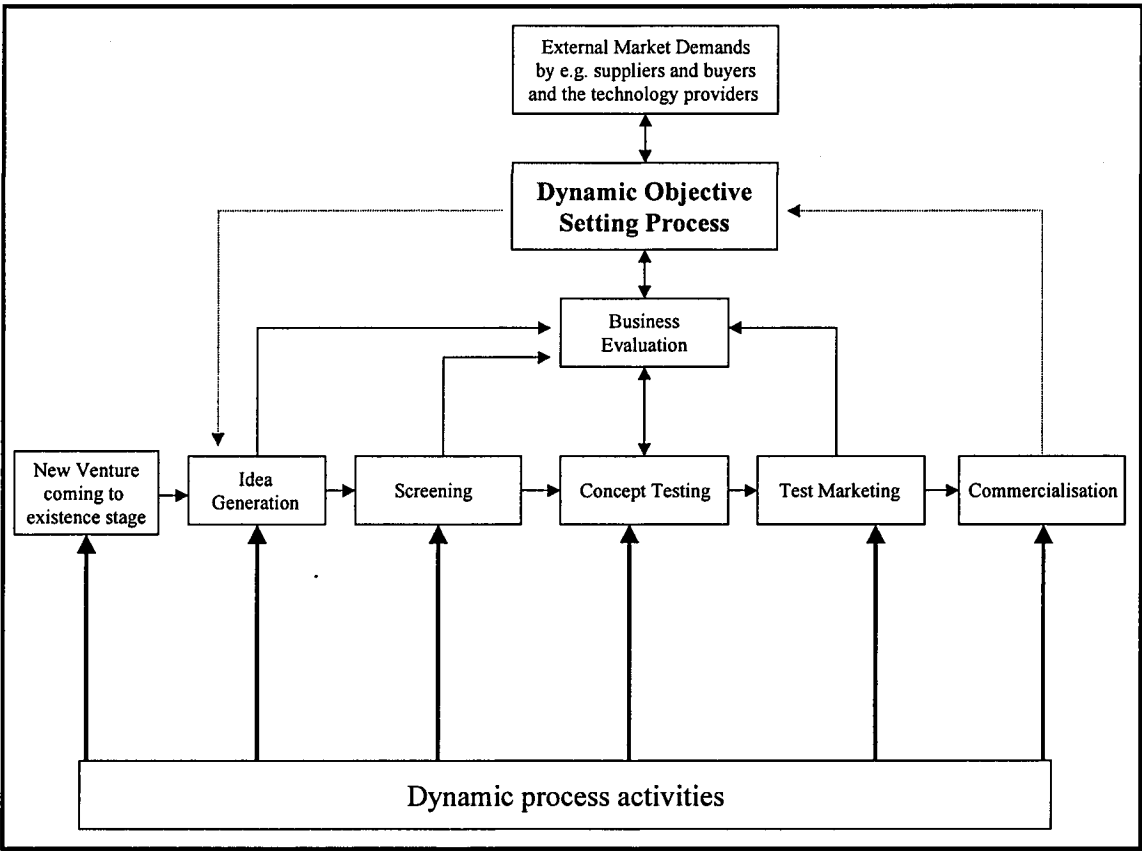 External Market Demands
by e.g. suppliers and buyers
and the technology providers
Dynamic Objective
Setting Process
Business
Evaluation
New Venture
coming to
existence stage
Idea
Generation
Screening
Concept Testing
Test Marketing
Commercialisation
Dynamic process activities